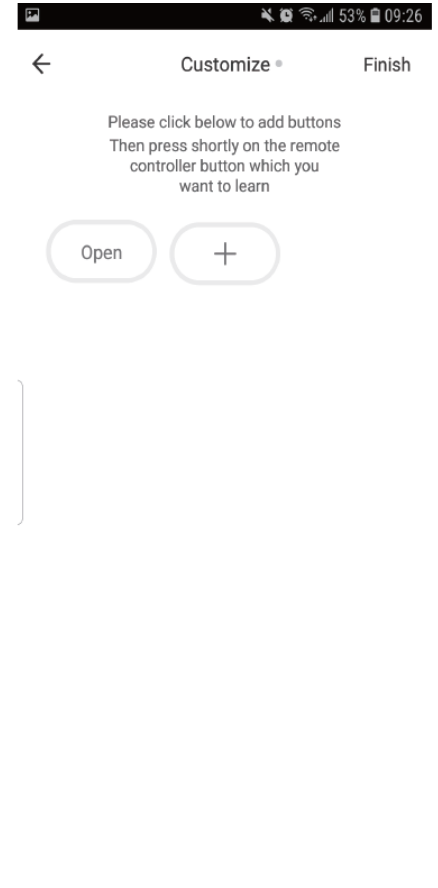 53% 09:26
Customize Finish
Please click below to add buttons
Then press shortly on the remote
controller button which you
want to learn
Open +